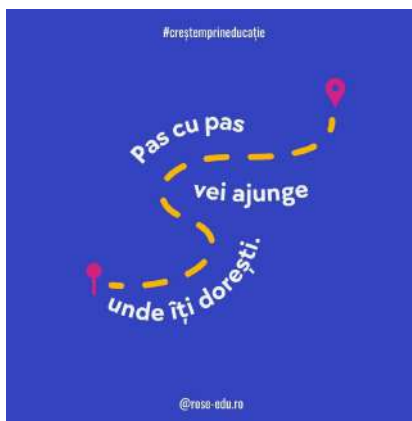 #creștemprineducație
Pas cu pas
vei ajunge
unde îți dorești.
@rose-edu.ro